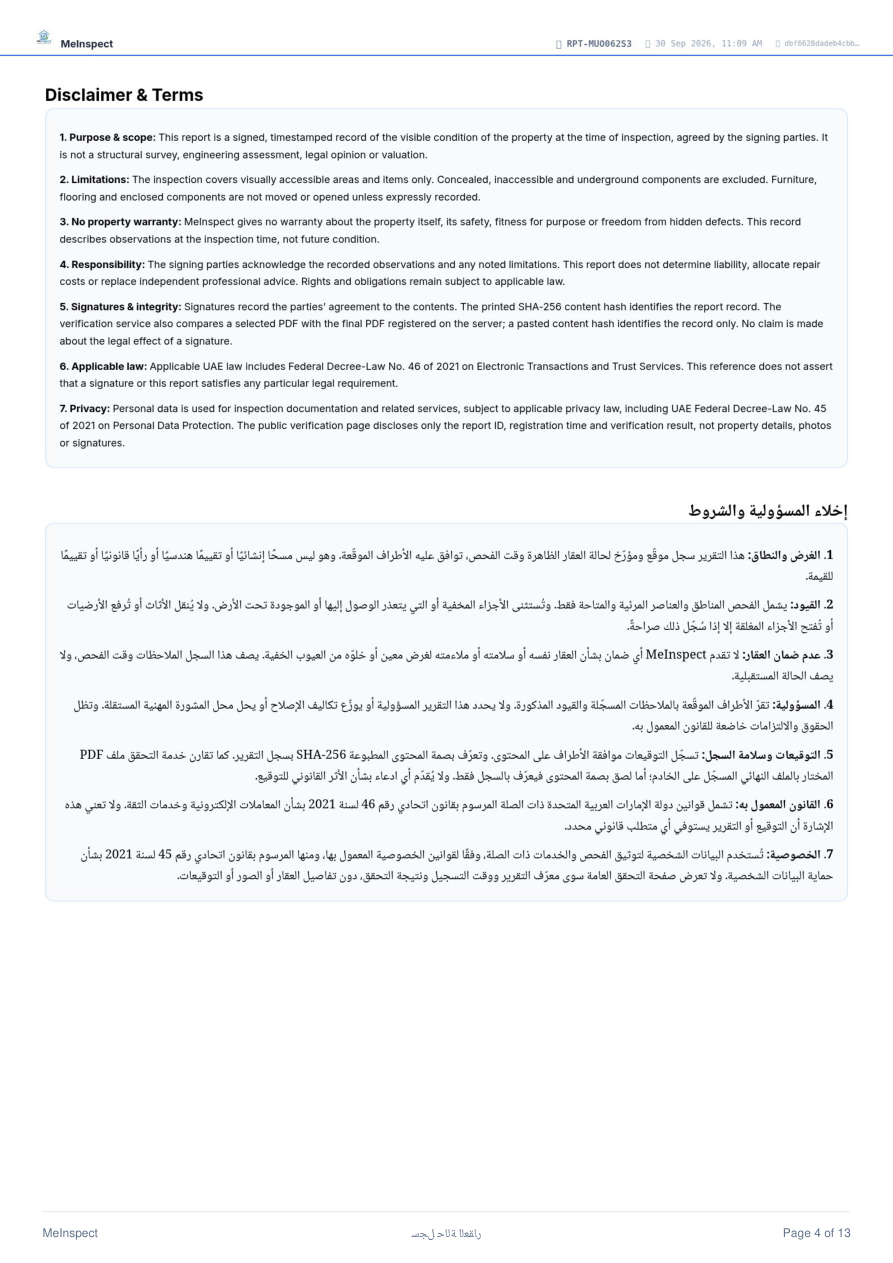 MeInspect
RPT-MUO062S3 30 Sep 2026, 11:09 AM dbf6628dadeb4cbb…
Disclaimer & Terms
1. Purpose & scope: This report is a signed, timestamped record of the visible condition of the property at the time of inspection, agreed by the signing parties. It
is not a structural survey, engineering assessment, legal opinion or valuation.
2. Limitations: The inspection covers visually accessible areas and items only. Concealed, inaccessible and underground components are excluded. Furniture,
flooring and enclosed components are not moved or opened unless expressly recorded.
3. No property warranty: MeInspect gives no warranty about the property itself, its safety, fitness for purpose or freedom from hidden defects. This record
describes observations at the inspection time, not future condition.
4. Responsibility: The signing parties acknowledge the recorded observations and any noted limitations. This report does not determine liability, allocate repair
costs or replace independent professional advice. Rights and obligations remain subject to applicable law.
5. Signatures & integrity: Signatures record the parties’ agreement to the contents. The printed SHA-256 content hash identifies the report record. The
verification service also compares a selected PDF with the final PDF registered on the server; a pasted content hash identifies the record only. No claim is made
about the legal effect of a signature.
6. Applicable law: Applicable UAE law includes Federal Decree-Law No. 46 of 2021 on Electronic Transactions and Trust Services. This reference does not assert
that a signature or this report satisfies any particular legal requirement.
7. Privacy: Personal data is used for inspection documentation and related services, subject to applicable privacy law, including UAE Federal Decree-Law No. 45
of 2021 on Personal Data Protection. The public verification page discloses only the report ID, registration time and verification result, not property details, photos
or signatures.
إخلاء المسؤولية والشروط
1. الغرض والنطاق: هذا التقرير سجل موقّع ومؤرّخ لحالة العقار الظاهرة وقت الفحص، توافق عليه الأطراف الموقّعة. وهو ليس مسحًا إنشائيًا أو تقييمًا هندسيًا أو رأيًا قانونيًا أو تقييمًا
للقيمة.
2. القيود: يشمل الفحص المناطق والعناصر المرئية والمتاحة فقط. وتُستثنى الأجزاء المخفية أو التي يتعذر الوصول إليها أو الموجودة تحت الأرض. ولا يُنقل الأثاث أو تُرفع الأرضيات
أو تُفتح الأجزاء المغلقة إلا إذا سُجّل ذلك صراحةً.
3. عدم ضمان العقار: لا تقدم MeInspect أي ضمان بشأن العقار نفسه أو سلامته أو ملاءمته لغرض معين أو خلوّه من العيوب الخفية. يصف هذا السجل الملاحظات وقت الفحص، ولا
يصف الحالة المستقبلية.
4. المسؤولية: تقرّ الأطراف الموقّعة بالملاحظات المسجّلة والقيود المذكورة. ولا يحدد هذا التقرير المسؤولية أو يوزّع تكاليف الإصلاح أو يحل محل المشورة المهنية المستقلة. وتظل
الحقوق والالتزامات خاضعة للقانون المعمول به.
5. التوقيعات وسلامة السجل: تسجّل التوقيعات موافقة الأطراف على المحتوى. وتعرّف بصمة المحتوى المطبوعة SHA-256 بسجل التقرير. كما تقارن خدمة التحقق ملف PDF
المختار بالملف النهائي المسجّل على الخادم؛ أما لصق بصمة المحتوى فيعرّف بالسجل فقط. ولا يُقدّم أي ادعاء بشأن الأثر القانوني للتوقيع.
6. القانون المعمول به: تشمل قوانين دولة الإمارات العربية المتحدة ذات الصلة المرسوم بقانون اتحادي رقم 46 لسنة 2021 بشأن المعاملات الإلكترونية وخدمات الثقة. ولا تعني هذه
الإشارة أن التوقيع أو التقرير يستوفي أي متطلب قانوني محدد.
7. الخصوصية: تُستخدم البيانات الشخصية لتوثيق الفحص والخدمات ذات الصلة، وفقًا لقوانين الخصوصية المعمول بها، ومنها المرسوم بقانون اتحادي رقم 45 لسنة 2021 بشأن
حماية البيانات الشخصية. ولا تعرض صفحة التحقق العامة سوى معرّف التقرير ووقت التسجيل ونتيجة التحقق، دون تفاصيل العقار أو الصور أو التوقيعات.
MeInspect
سجل حالة العقار
Page 4 of 13